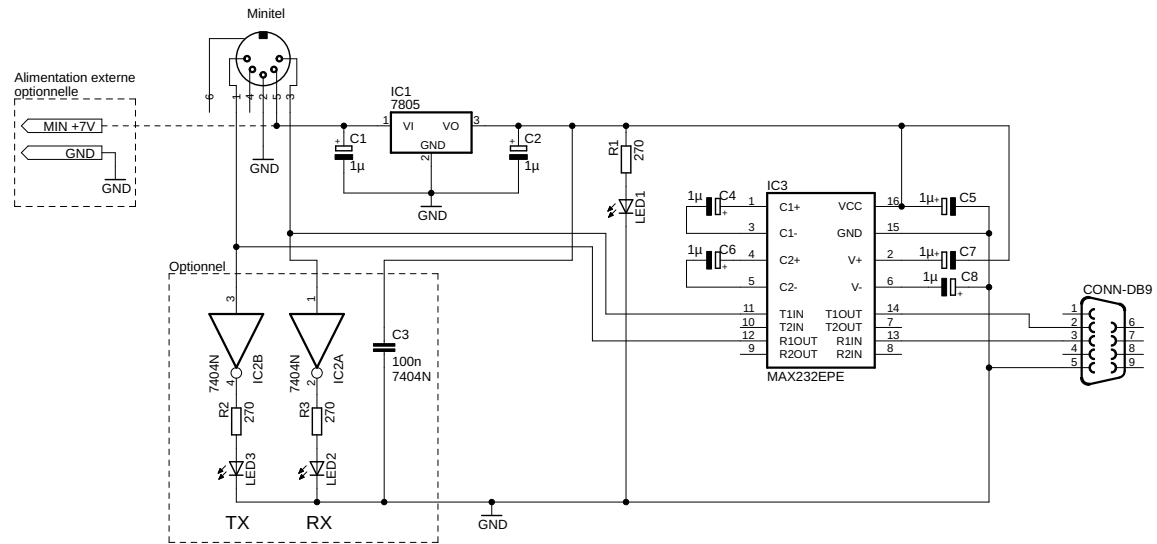 Minitel
Alimentation externe
optionnelle
MIN +7V
GND
GND
6
1
4
2
5
3
GND
IC1
7805
1
VI
VO
3
GND
2
C1
+
1µ
C2
+
1µ
GND
R1
270
LED1
IC3
1µ
C4
+
1
C1+
VCC
16
1µ+
C5
3
C1-
GND
15
1µ
C6
+
4
C2+
V+
2
1µ+
C7
5
C2-
V-
6
1µ
C8
+
11
T1IN
T1OUT
14
10
T2IN
T2OUT
7
12
R1OUT
R1IN
13
9
R2OUT
R2IN
8
MAX232EPE
CONN-DB9
1
2
3
4
5
6
7
8
9
Optionnel
3
1
7404N
IC2B
4
7404N
IC2A
2
C3
100n
7404N
R2
270
R3
270
LED3
LED2
TX
RX
GND